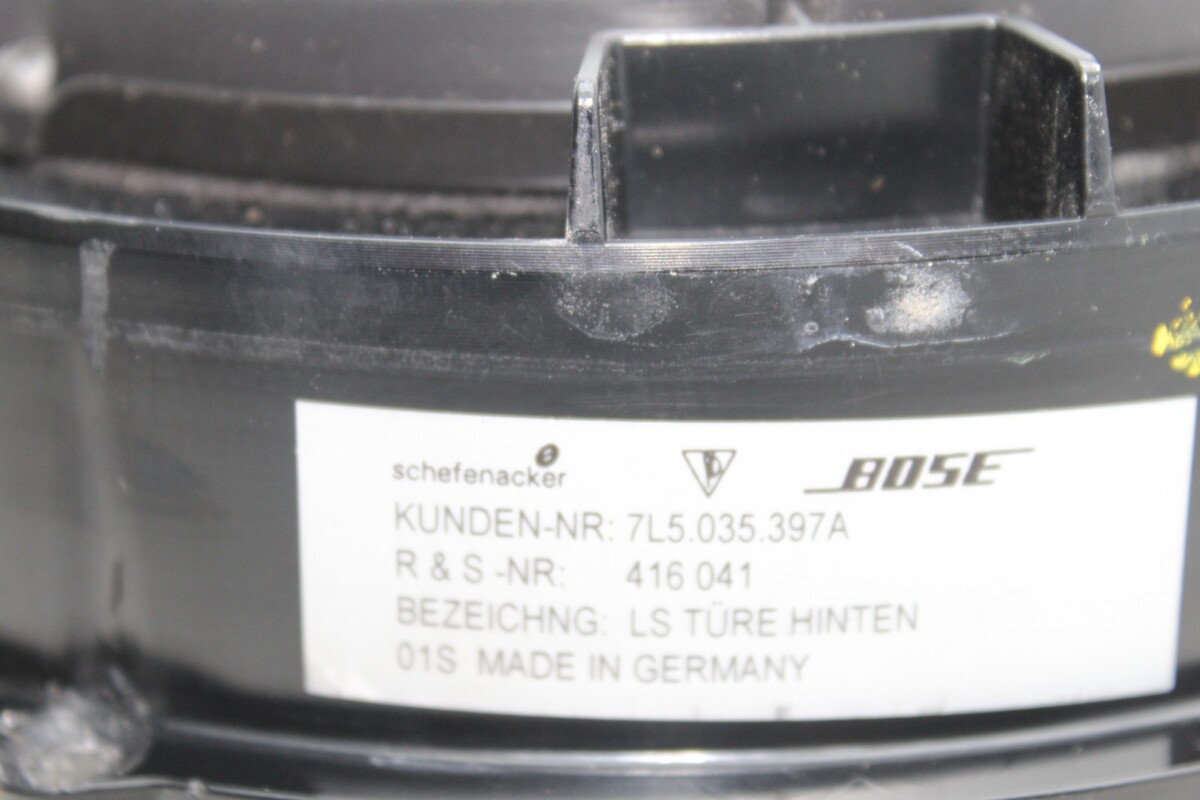 schefenacker BOSE
KUNDEN-NR: 7L5.035.397A
R & S -NR: 416 041
BEZEICHNG: LS TÜRE HINTEN
01S MADE IN GERMANY